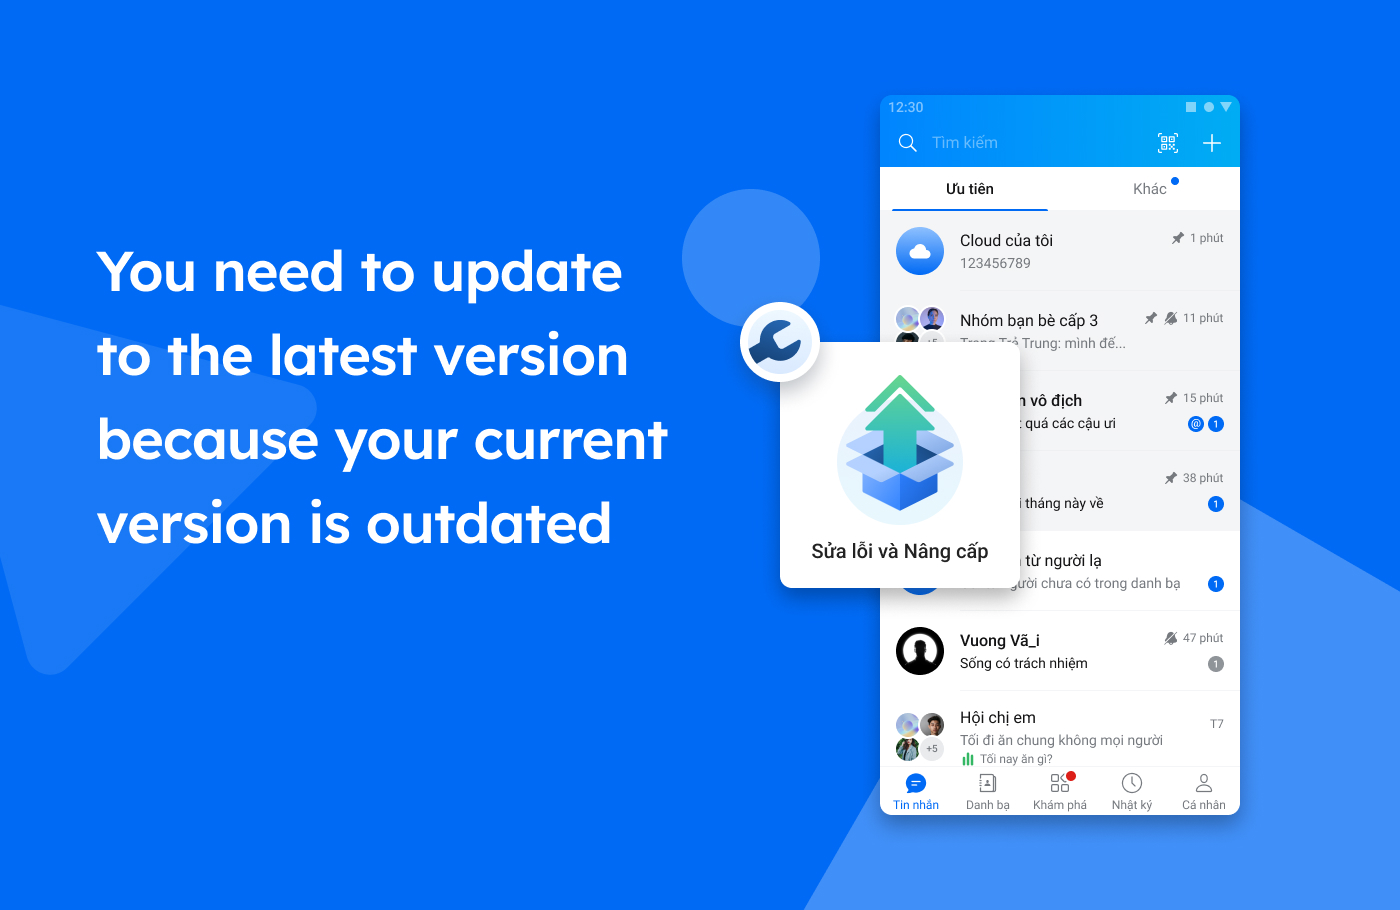 You need to update
to the latest version
because your current
version is outdated
12:30
Tìm kiếm
Ưu tiên
Khác
Cloud của tôi
1 phút
123456789
Nhóm bạn bè cấp 3
11 phút
+5
Trang Trẻ Trung: mình đế...
vô địch
15 phút
quá các cậu ơi
@ 1
38 phút
tháng này về
1
từ người lạ
chưa có trong danh bạ
1
Sửa lỗi và Nâng cấp
Vuong Vã_i
47 phút
Sống có trách nhiệm
1
Hội chị em
T7
Tối đi ăn chung không mọi người
+5
Tối nay ăn gì?
Tin nhắn
Danh bạ
Khám phá
Nhật ký
Cá nhân